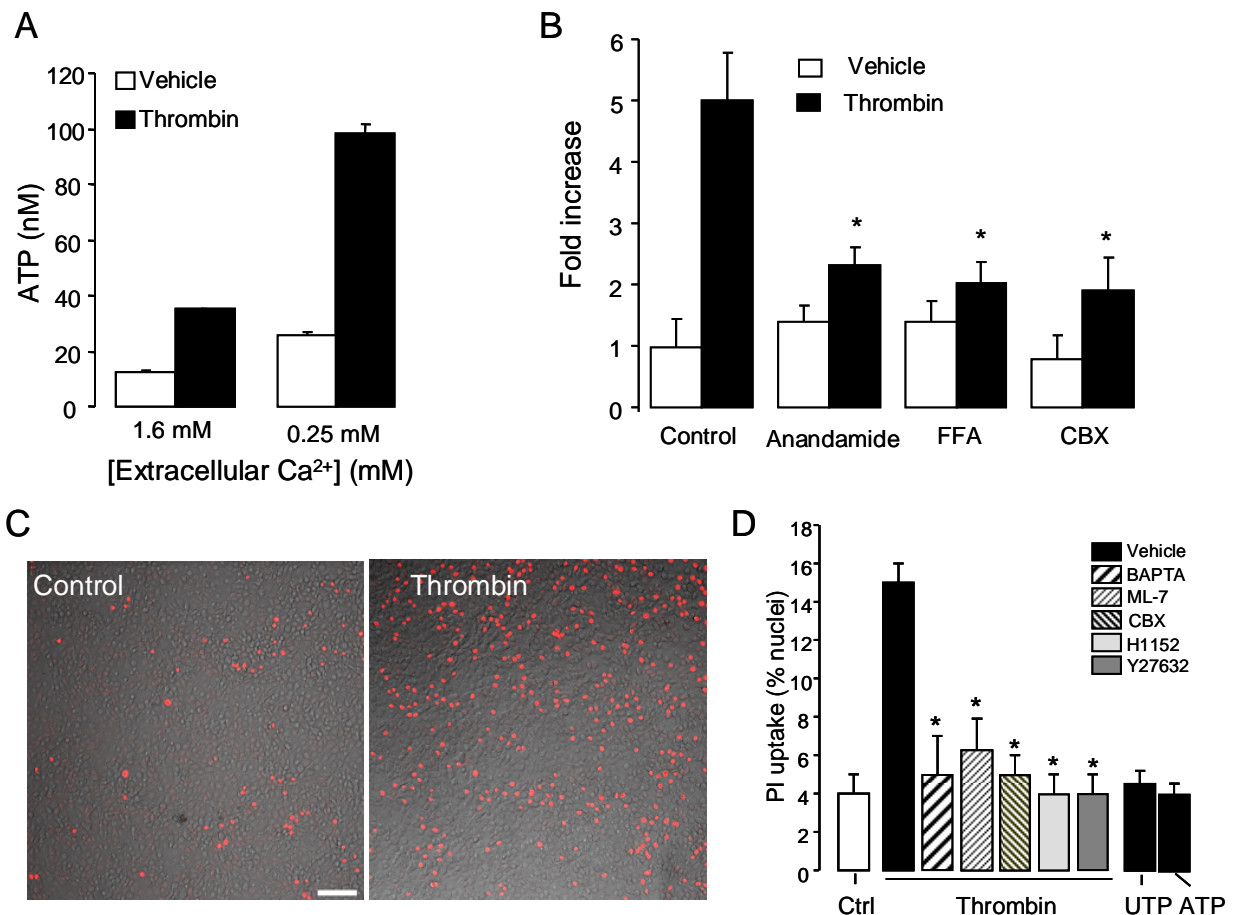 A
120
100
80
60
40
20
0
ATP (nM)
Vehicle
Thrombin
1.6 mM
0.25 mM
[Extracellular Ca²⁺] (mM)
B
6
5
4
3
2
1
0
Fold increase
Vehicle
Thrombin
*
*
*
Control
Anandamide
FFA
CBX
C
Control
Thrombin
D
18
16
14
12
10
8
6
4
2
0
PI uptake (% nuclei)
Vehicle
BAPTA
ML-7
CBX
H1152
Y27632
*
*
*
*
*
Ctrl
Thrombin
UTP ATP